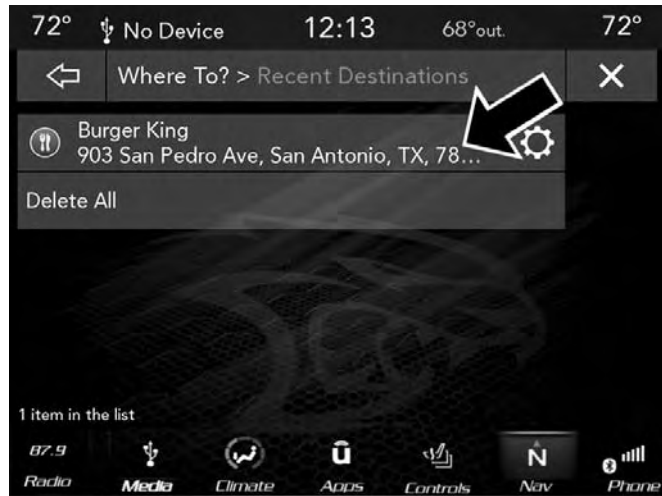 72° No Device 12:13 68°out. 72°
Where To? > Recent Destinations
Burger King
903 San Pedro Ave, San Antonio, TX, 78...
Delete All
1 item in the list
87.9 û N
Radio Media Climate Apps Controls Nav Phone